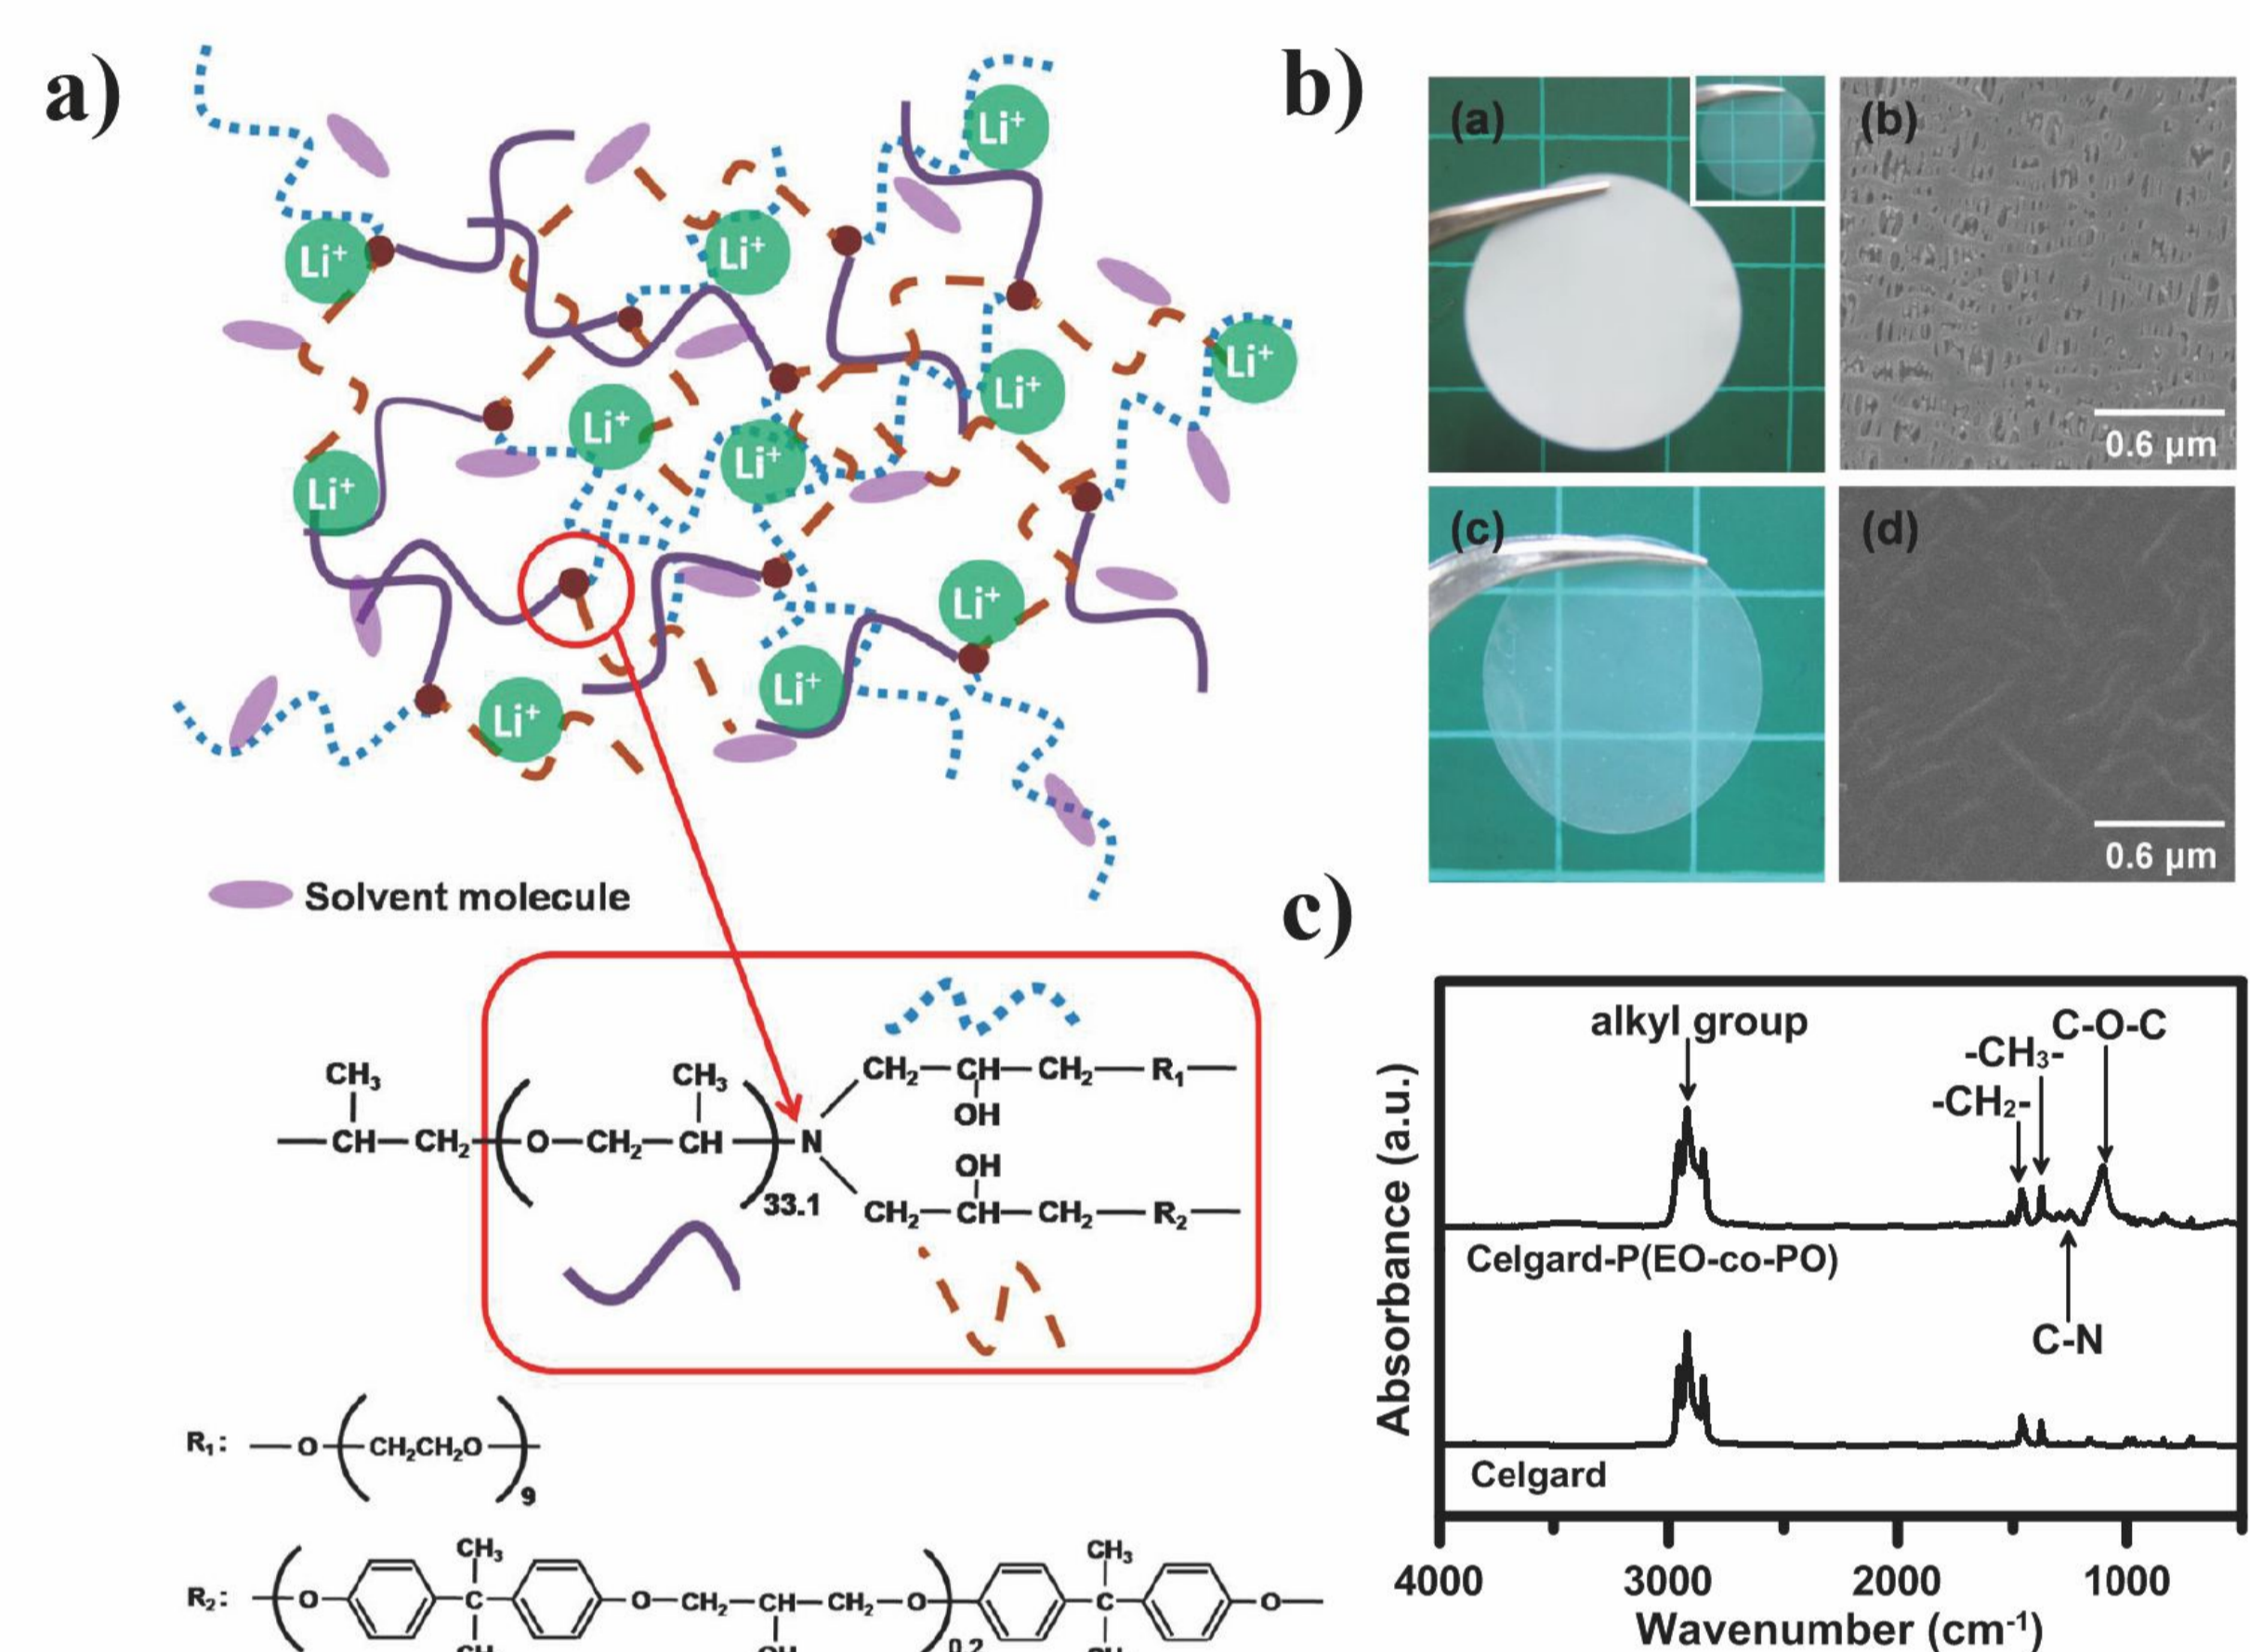 a)
Li⁺
Li⁺
Li⁺
Li⁺
Li⁺
Li⁺
Li⁺
Li⁺
Li⁺
Li⁺
Li⁺
Solvent molecule
CH₃
CH₃
CH₂—CH—CH₂—R₁—
OH
—CH—CH₂—(O—CH₂—CH—)33.1 N
OH
CH₂—CH—CH₂—R₂—
R₁: —O—(CH₂CH₂O—)9
CH₃
CH₃
R₂: —(O— —C— —O—CH₂—CH—CH₂—O—)0.2 —C— —O—
b)
(a)
(b)
0.6 µm
(c)
(d)
0.6 µm
c)
alkyl group
C-O-C
-CH₃-
-CH₂-
Celgard-P(EO-co-PO)
C-N
Celgard
Absorbance (a.u.)
4000 3000 2000 1000
Wavenumber (cm⁻¹)